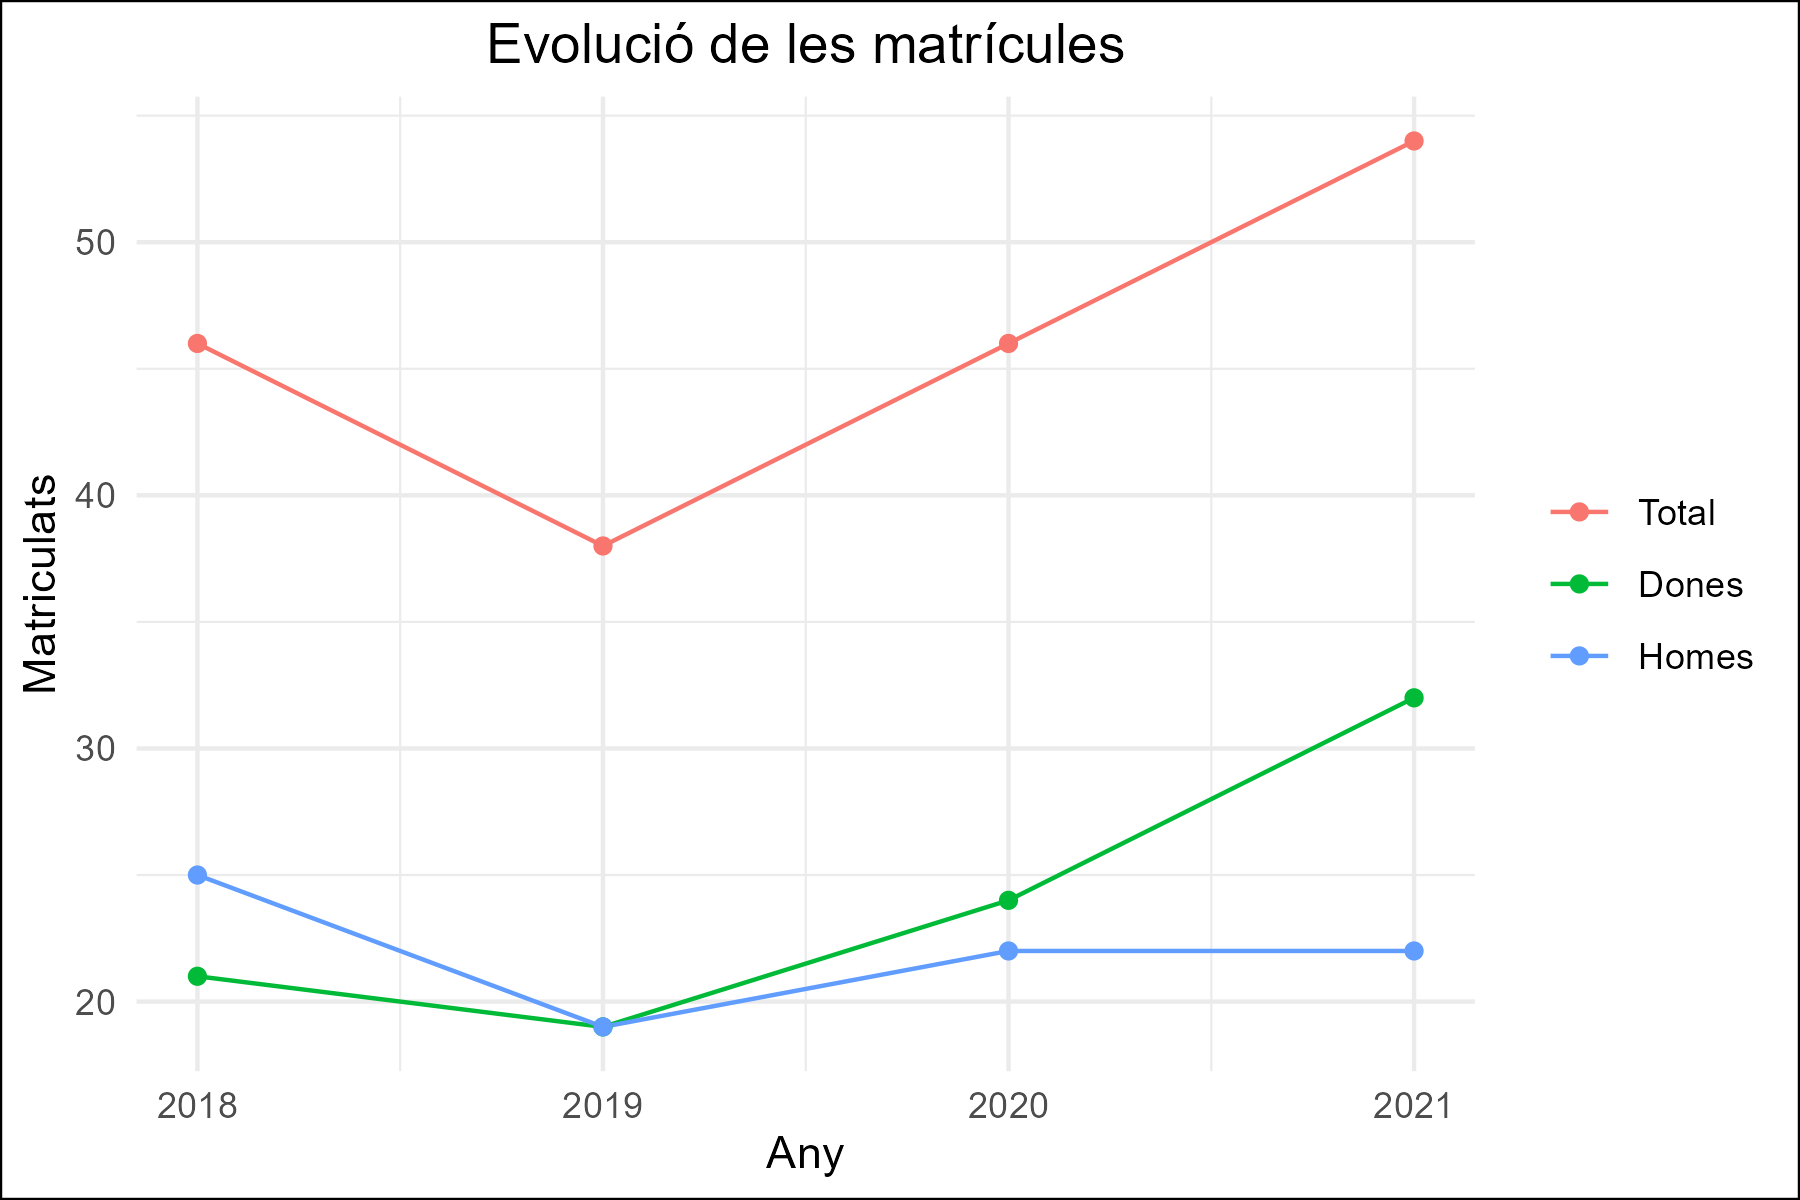 Evolució de les matrícules
Matriculats
50
40
30
20
2018
2019
2020
2021
Any
Total
Dones
Homes